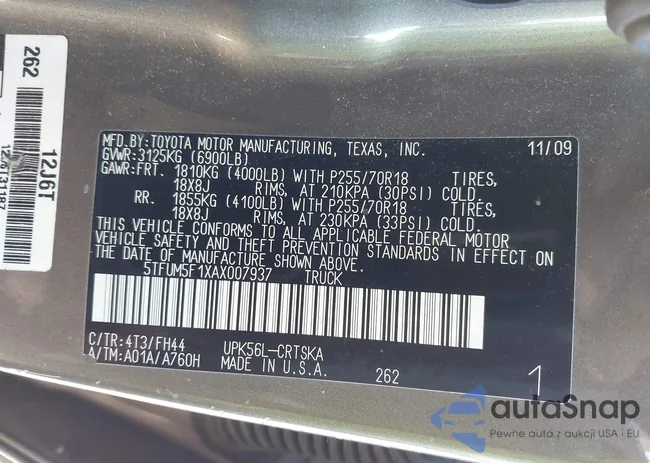 262
12J6T
MFD.BY:TOYOTA MOTOR MANUFACTURING, TEXAS, INC. 11/09
GVWR:3125KG (6900LB)
GAWR:FRT. 1810KG (4000LB) WITH P255/70R18 TIRES,
18X8J RIMS, AT 210KPA (30PSI) COLD.
RR. 1855KG (4100LB) WITH P255/70R18 TIRES,
18X8J RIMS, AT 230KPA (33PSI) COLD.
THIS VEHICLE CONFORMS TO ALL APPLICABLE FEDERAL MOTOR
VEHICLE SAFETY AND THEFT PREVENTION STANDARDS IN EFFECT ON
THE DATE OF MANUFACTURE SHOWN ABOVE.
5TFUM5F1XAX007937 TRUCK
C/TR:4T3/FH44 UPK56L-CRTSKA
A/TM:A01A/A760H MADE IN U.S.A. 262 1
autoSnap
Pewne auta z aukcji USA i EU